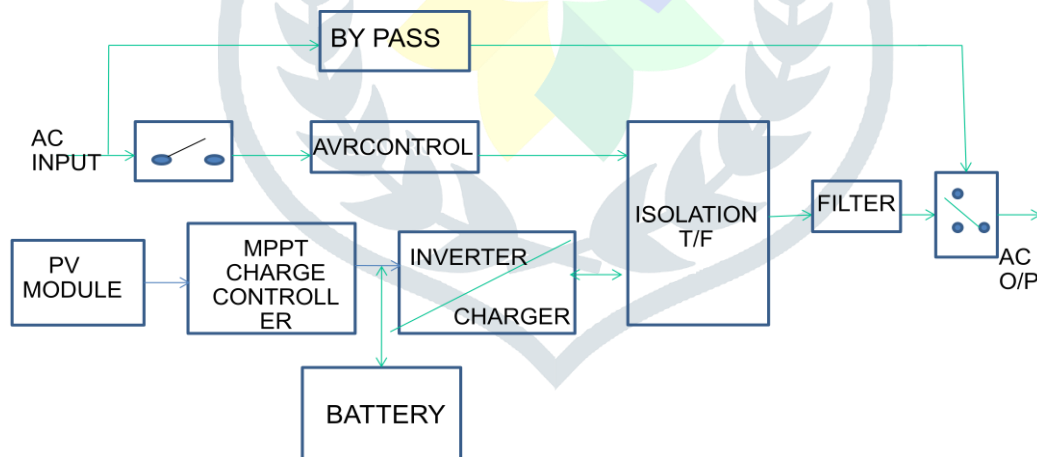 BY PASS
AC
INPUT
AVRCONTROL
ISOLATION
T/F
FILTER
AC
O/P
PV
MODULE
MPPT
CHARGE
CONTROLL
ER
INVERTER
CHARGER
BATTERY